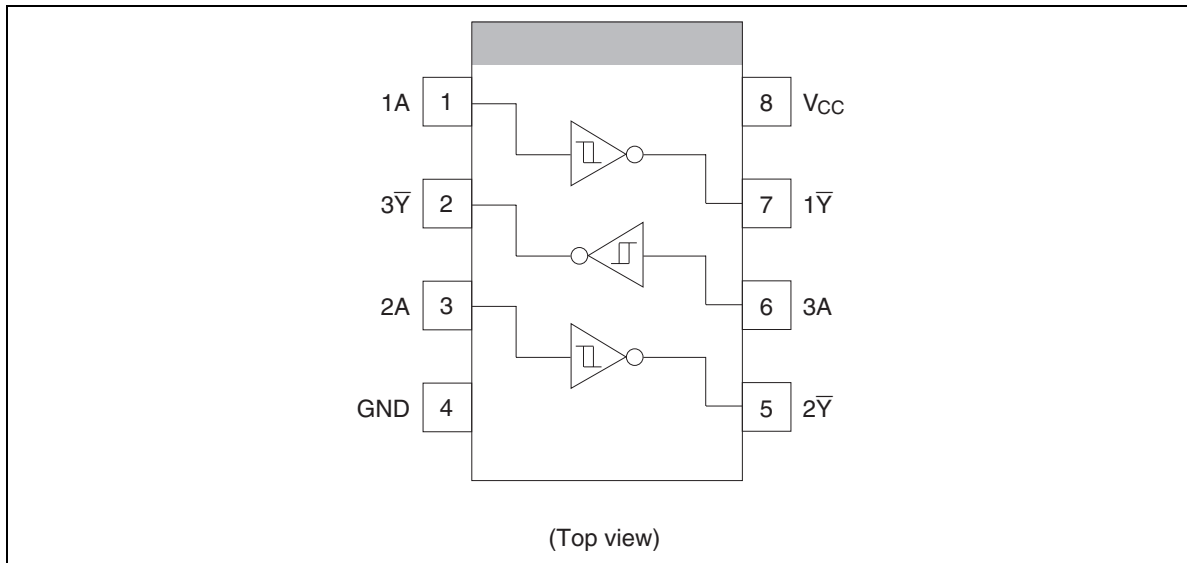 1A 1 8 VCC
3Y̅ 2 7 1Y̅
2A 3 6 3A
GND 4 5 2Y̅
(Top view)